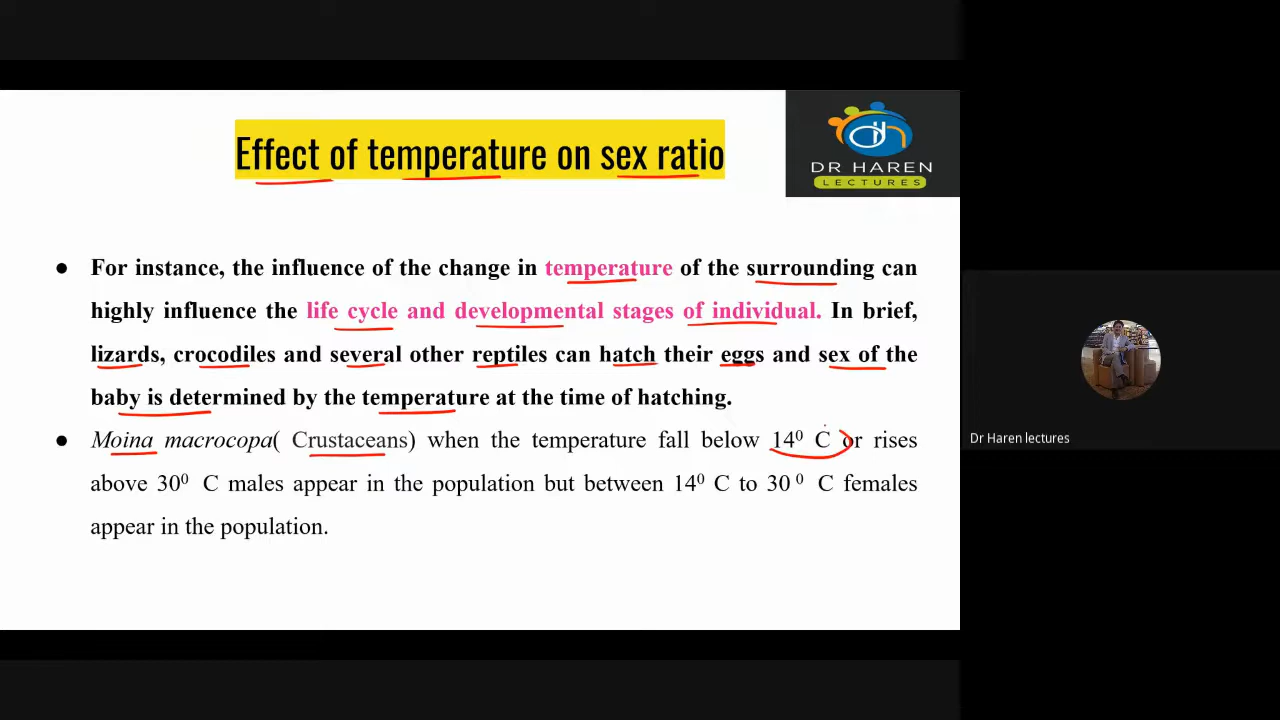 Effect of temperature on sex ratio
DR HAREN
LECTURES
● For instance, the influence of the change in temperature of the surrounding can
highly influence the life cycle and developmental stages of individual. In brief,
lizards, crocodiles and several other reptiles can hatch their eggs and sex of the
baby is determined by the temperature at the time of hatching.
● Moina macrocopa( Crustaceans) when the temperature fall below 14⁰ C or rises
above 30⁰ C males appear in the population but between 14⁰ C to 30 ⁰ C females
appear in the population.
Dr Haren lectures